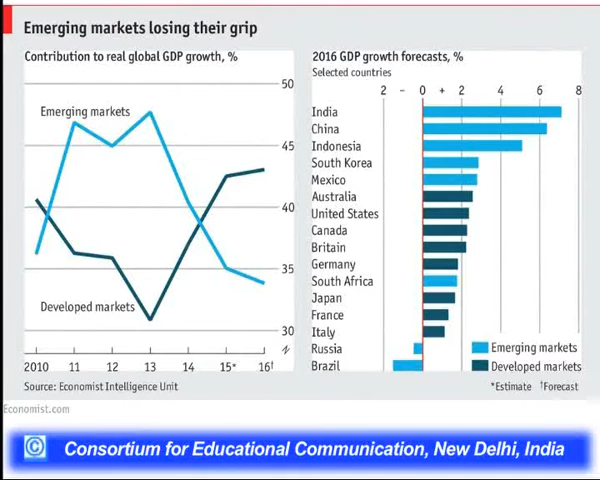 Emerging markets losing their grip
Contribution to real global GDP growth, %
50
45
40
35
30
Emerging markets
Developed markets
2010 11 12 13 14 15* 16†
Source: Economist Intelligence Unit
2016 GDP growth forecasts, %
Selected countries
2 – 0 + 2 4 6 8
India
China
Indonesia
South Korea
Mexico
Australia
United States
Canada
Britain
Germany
South Africa
Japan
France
Italy
Russia
Brazil
Emerging markets
Developed markets
*Estimate †Forecast
Economist.com
© Consortium for Educational Communication, New Delhi, India